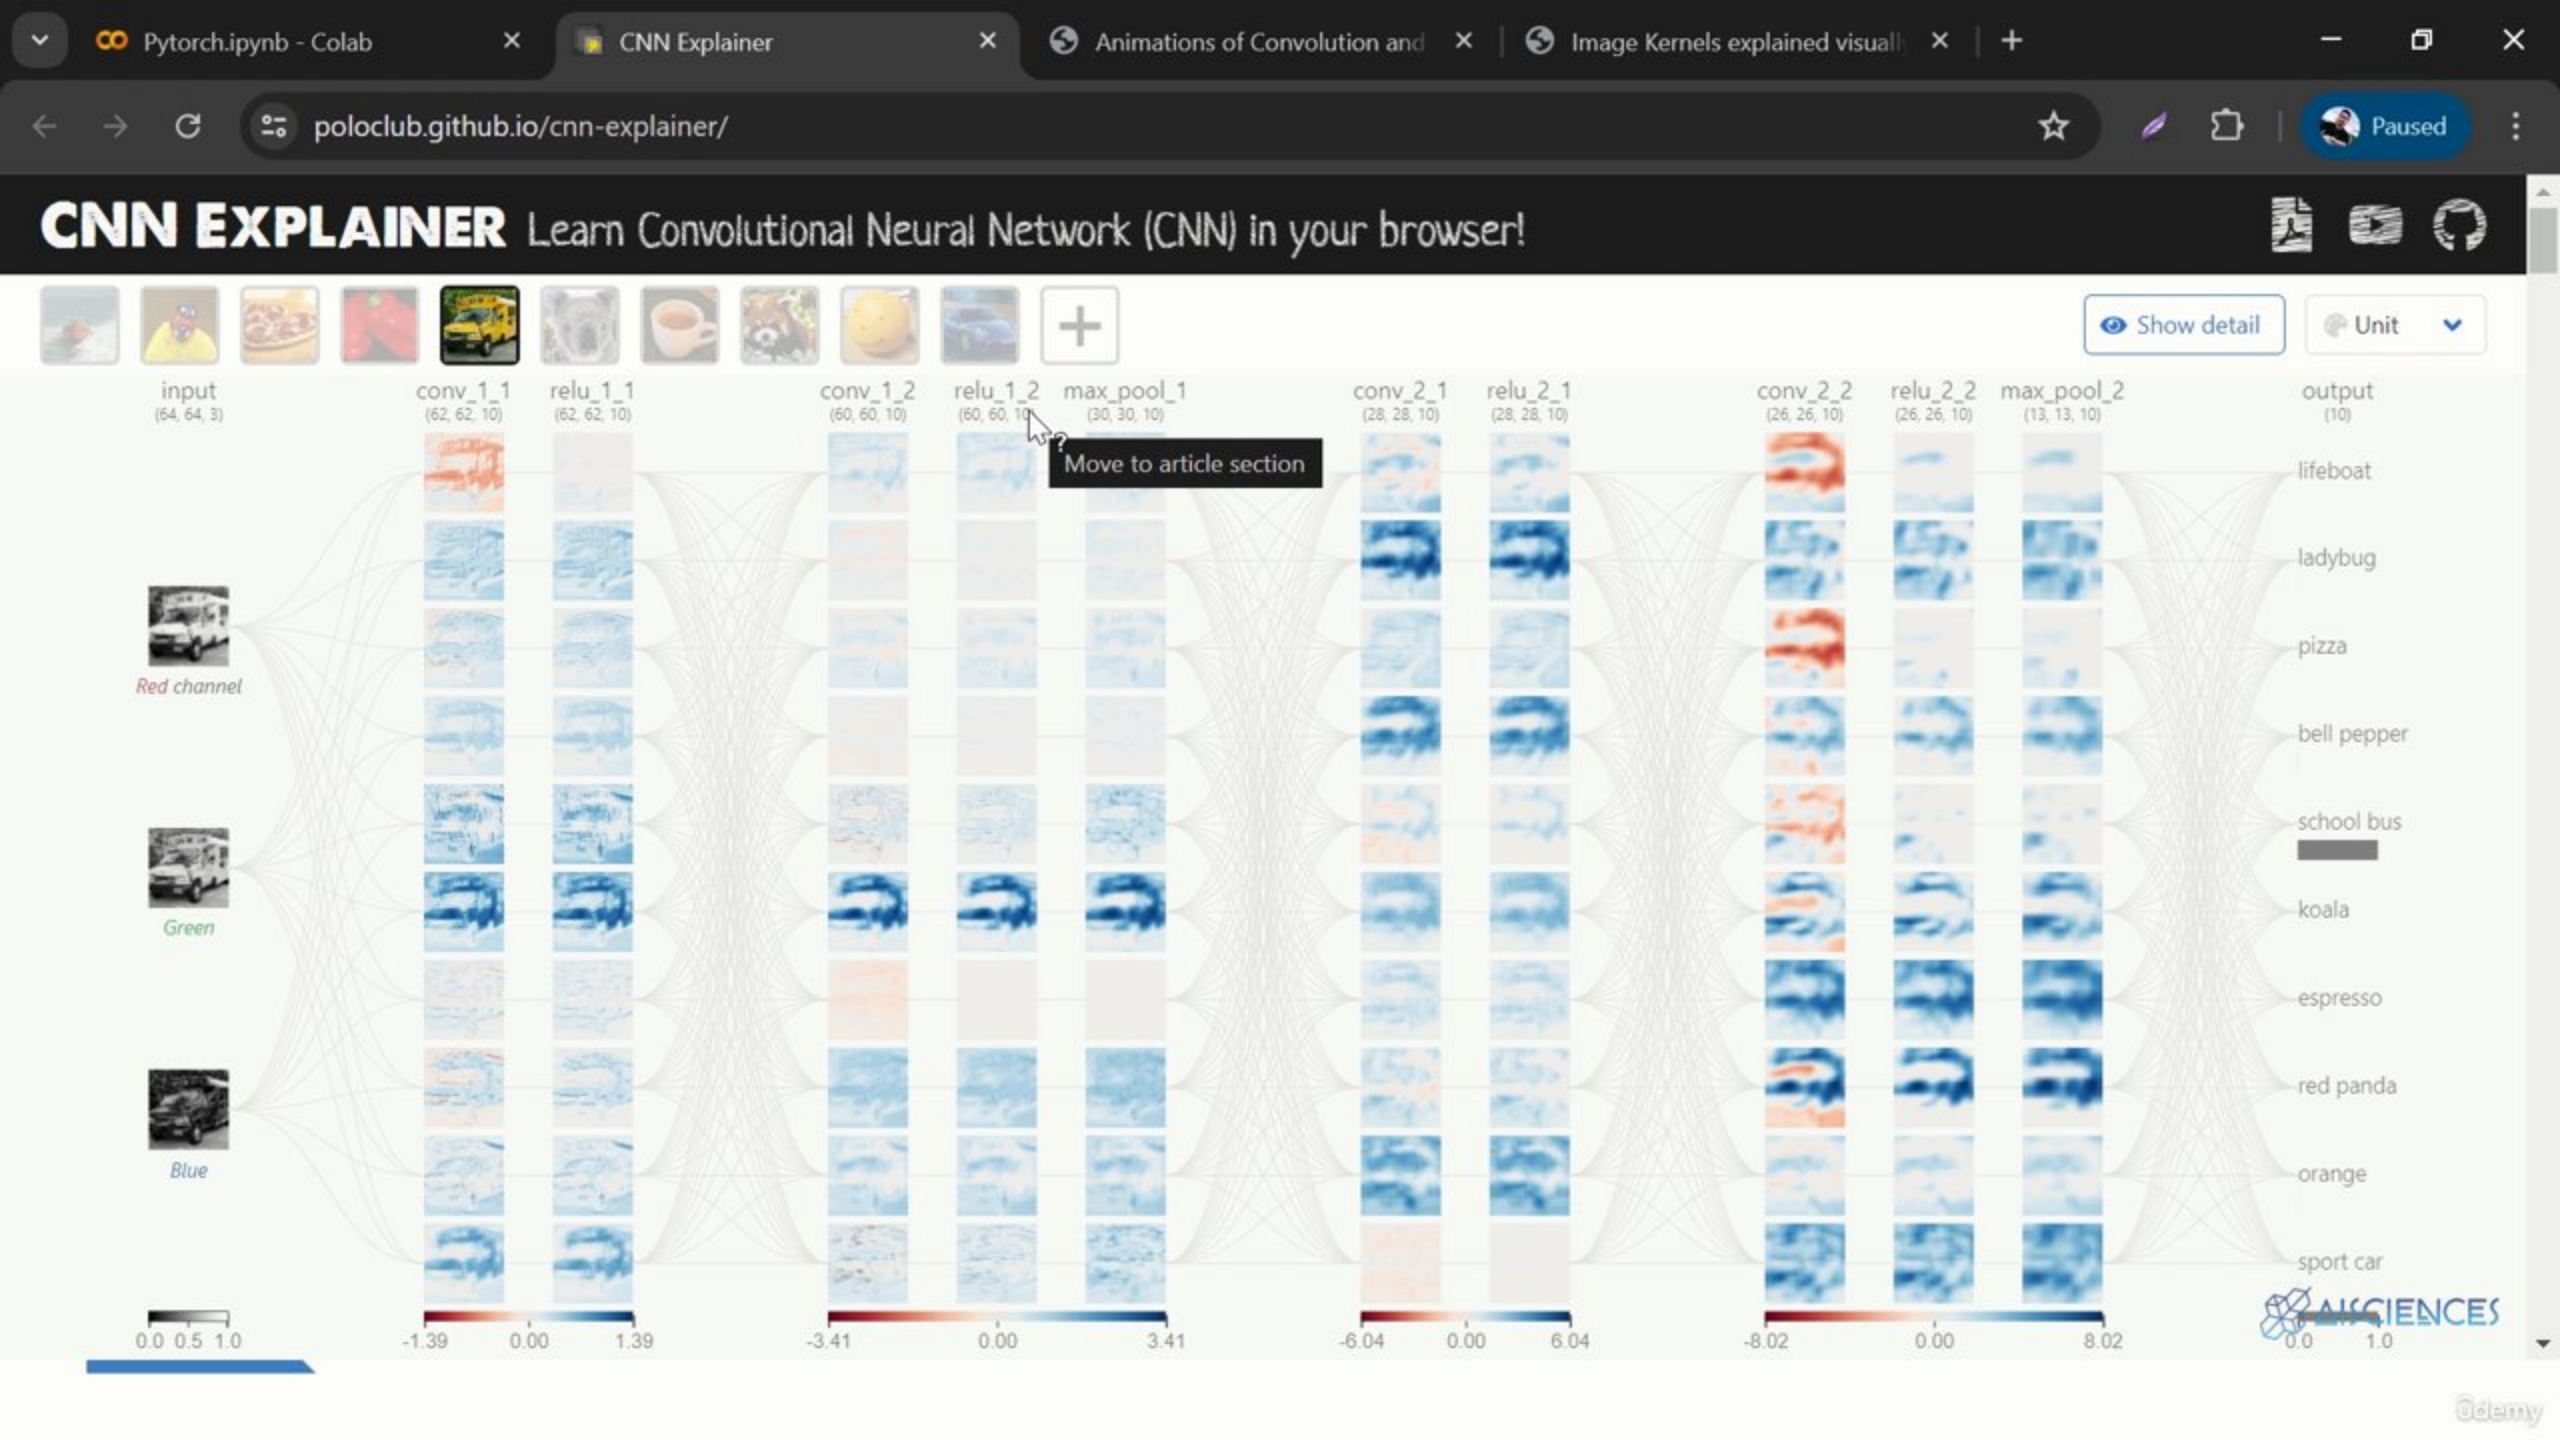 Pytorch.ipynb - Colab
CNN Explainer
Animations of Convolution and
Image Kernels explained visuall
poloclub.github.io/cnn-explainer/
Paused
CNN EXPLAINER Learn Convolutional Neural Network (CNN) in your browser!
Show detail
Unit
input conv_1_1 relu_1_1 conv_1_2 relu_1_2 max_pool_1 conv_2_1 relu_2_1 conv_2_2 relu_2_2 max_pool_2 output
(64, 64, 3) (62, 62, 10) (62, 62, 10) (60, 60, 10) (60, 60, 10 (30, 30, 10) (28, 28, 10) (28, 28, 10) (26, 26, 10) (26, 26, 10) (13, 13, 10) (10)
Move to article section
lifeboat
ladybug
pizza
Red channel
bell pepper
school bus
koala
Green
espresso
red panda
Blue
orange
sport car
AISCIENCES
0.0 0.5 1.0 -1.39 0.00 1.39 -3.41 0.00 3.41 -6.04 0.00 6.04 -8.02 0.00 8.02 0.0 1.0
ûdemy